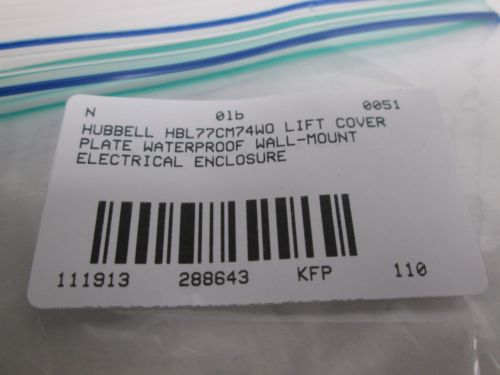 N 0lb 0051
HUBBELL HBL77CM74WO LIFT COVER
PLATE WATERPROOF WALL-MOUNT
ELECTRICAL ENCLOSURE
111913 288643 KFP 110